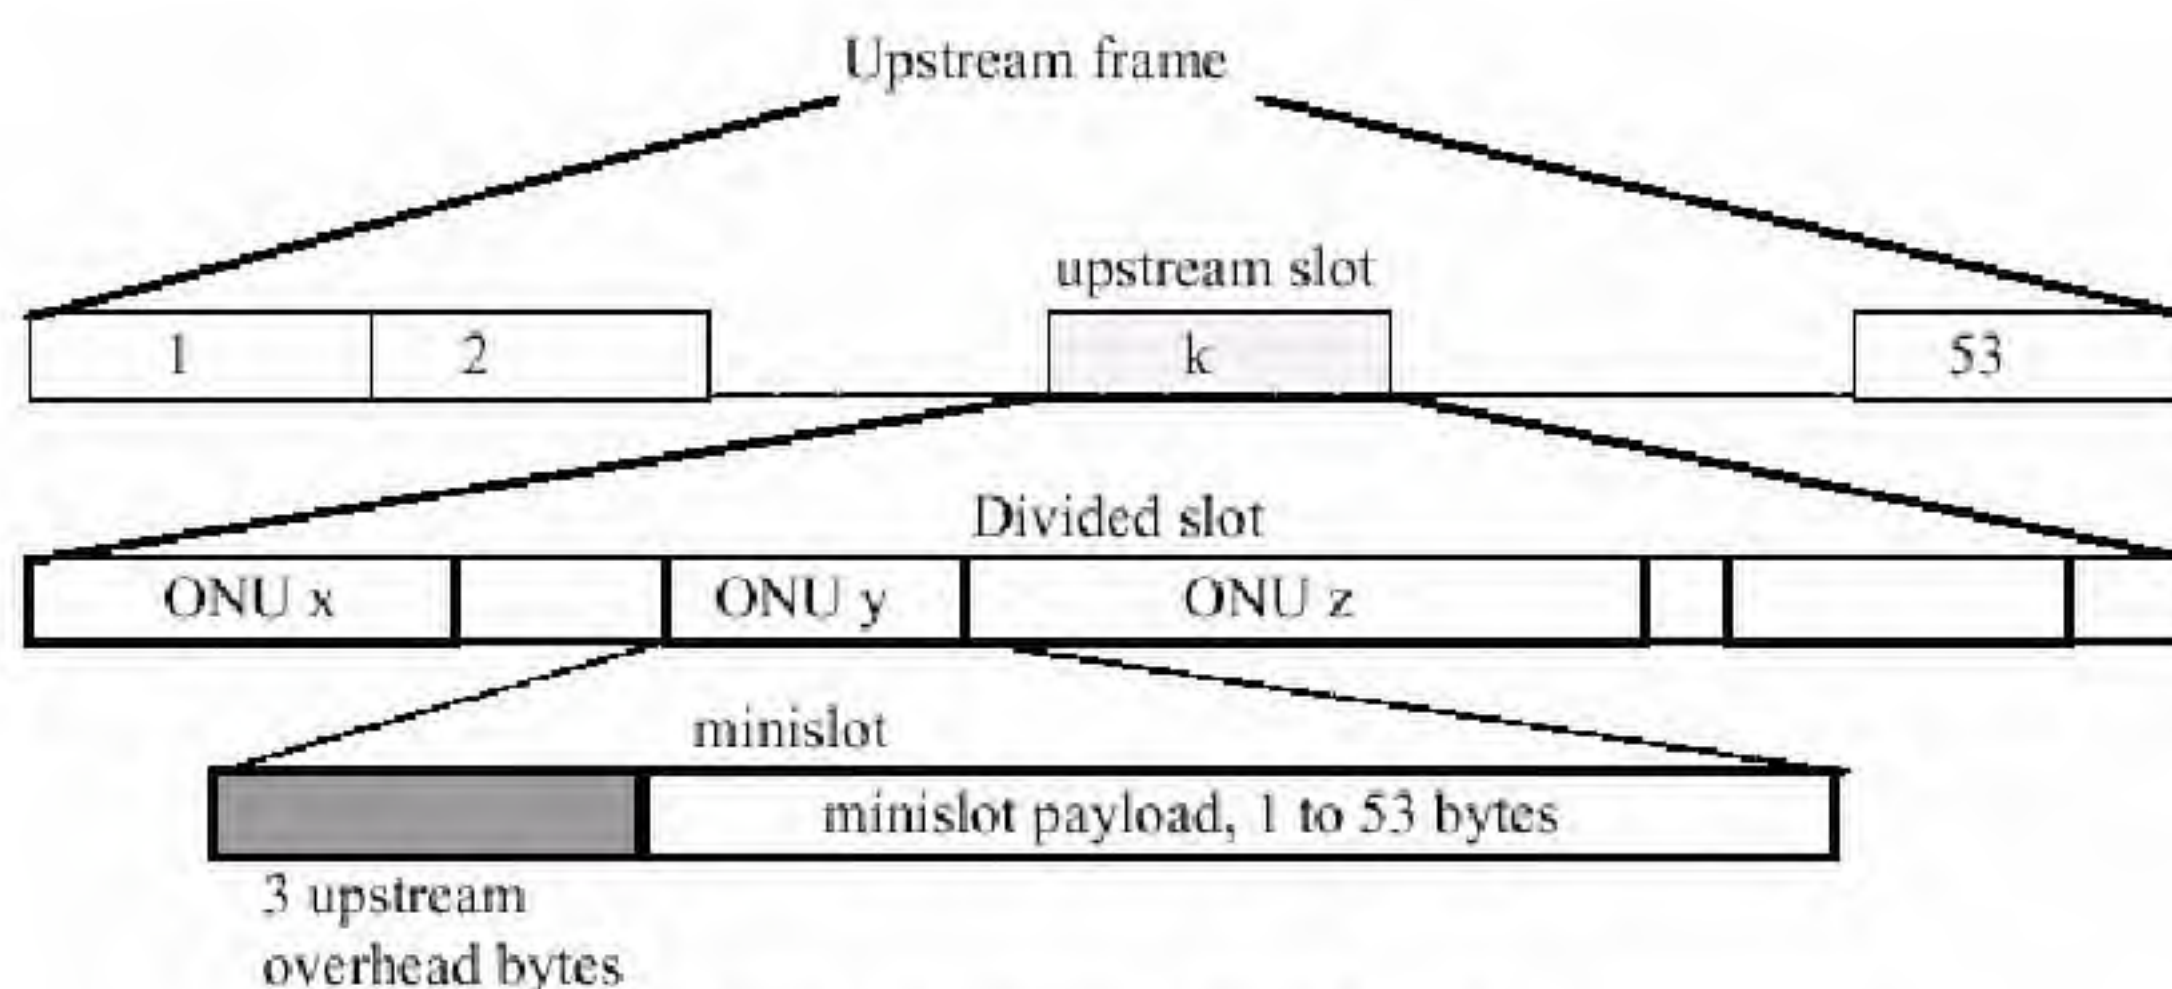 Upstream frame
upstream slot
1 2 k 53
Divided slot
ONU x ONU y ONU z
minislot
minislot payload, 1 to 53 bytes
3 upstream
overhead bytes